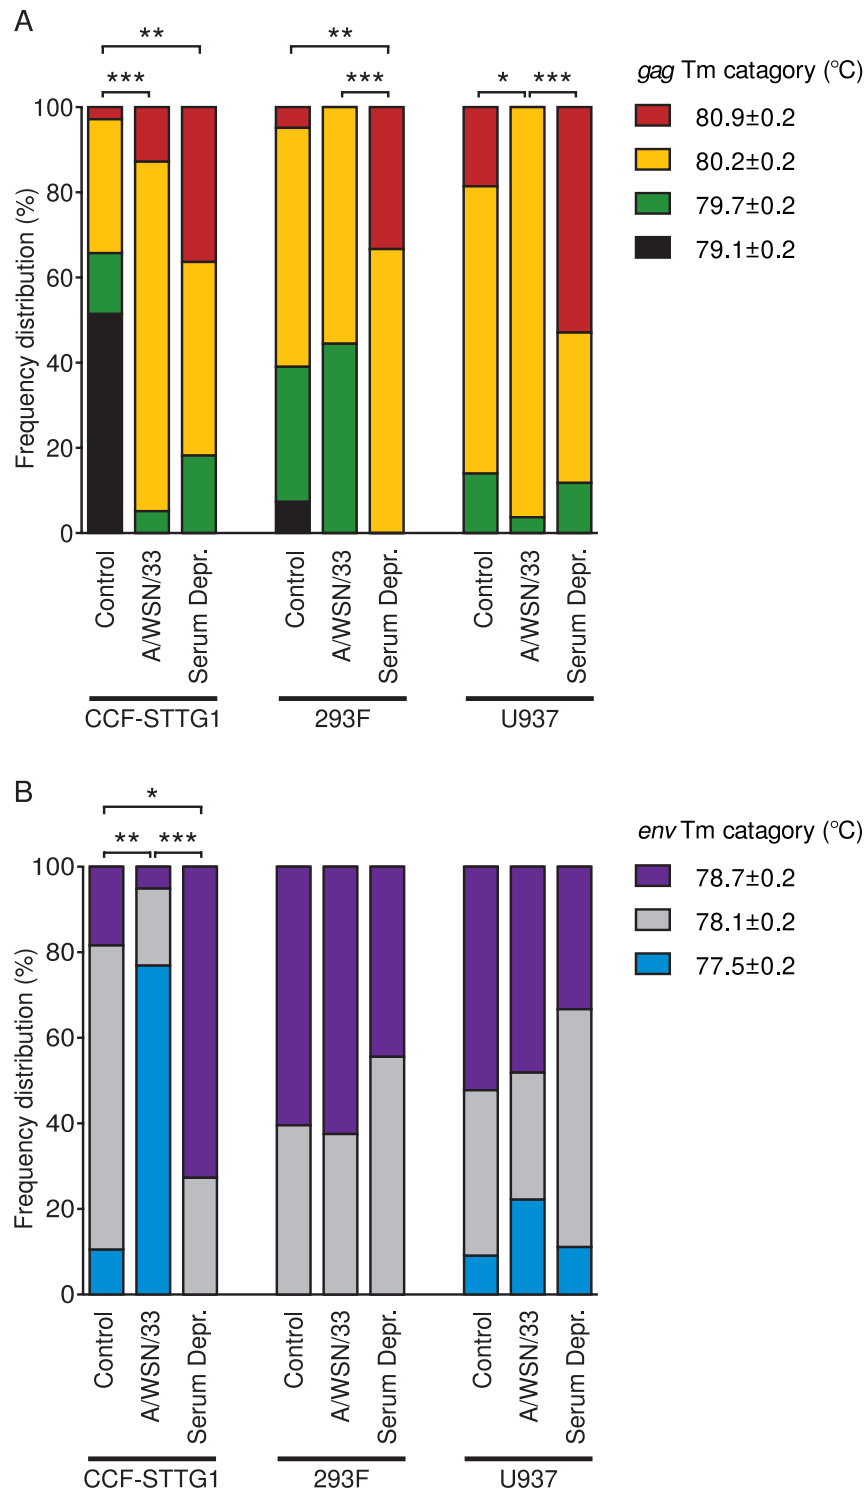 A
** **
*** *** * ***
gag Tm catagory (°C)
100
80
60
40
20
0
Frequency distribution (%)
80.9±0.2
80.2±0.2
79.7±0.2
79.1±0.2
Control A/WSN/33 Serum Depr. Control A/WSN/33 Serum Depr. Control A/WSN/33 Serum Depr.
CCF-STTG1 293F U937
B
*
** ***
env Tm catagory (°C)
100
80
60
40
20
0
Frequency distribution (%)
78.7±0.2
78.1±0.2
77.5±0.2
Control A/WSN/33 Serum Depr. Control A/WSN/33 Serum Depr. Control A/WSN/33 Serum Depr.
CCF-STTG1 293F U937